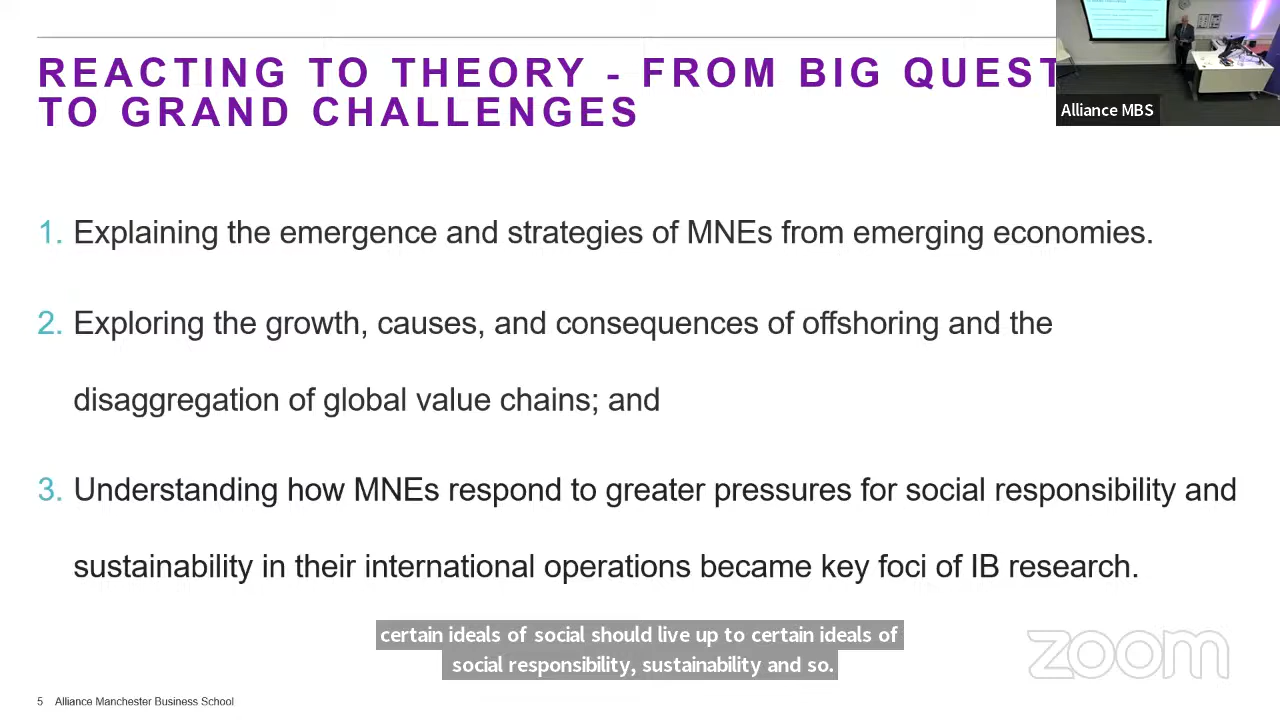 REACTING TO THEORY - FROM BIG QUEST
TO GRAND CHALLENGES
Alliance MBS
1. Explaining the emergence and strategies of MNEs from emerging economies.
2. Exploring the growth, causes, and consequences of offshoring and the
disaggregation of global value chains; and
3. Understanding how MNEs respond to greater pressures for social responsibility and
sustainability in their international operations became key foci of IB research.
certain ideals of social should live up to certain ideals of
social responsibility, sustainability and so.
zoom
5 Alliance Manchester Business School